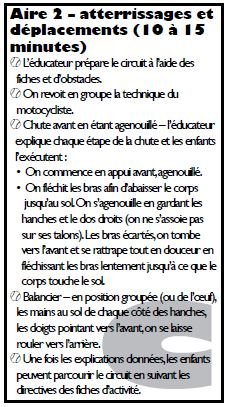 Aire 2 – atterrissages et
déplacements (10 à 15
minutes)
L'éducateur prépare le circuit à l'aide des
fiches et d'obstacles.
On revoit en groupe la technique du
motocycliste.
Chute avant en étant agenouillé – l'éducateur
explique chaque étape de la chute et les enfants
l'exécutent :
• On commence en appui avant, agenouillé.
• On fléchit les bras afin d'abaisser le corps
jusqu'au sol. On s'agenouille en gardant les
hanches et le dos droits (on ne s'assoie pas
sur ses talons). Les bras écartés, on tombe
vers l'avant et se rattrape tout en douceur en
fléchissant les bras lentement jusqu'à ce que le
corps touche le sol.
Balancier – en position groupée (ou de l'œuf),
les mains au sol de chaque côté des hanches,
les doigts pointant vers l'avant, on se laisse
rouler vers l'arrière.
Une fois les explications données, les enfants
peuvent parcourir le circuit, en suivant les
directives des fiches d'activité.